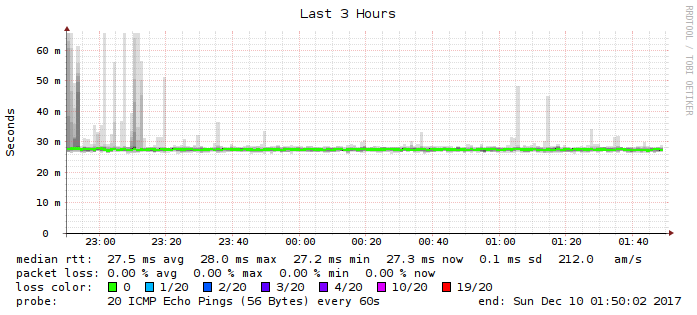 Last 3 Hours
RRDTOOL / TOBI OETIKER
Seconds
60 m
50 m
40 m
30 m
20 m
10 m
0
23:00 23:20 23:40 00:00 00:20 00:40 01:00 01:20 01:40
median rtt: 27.5 ms avg 28.0 ms max 27.2 ms min 27.3 ms now 0.1 ms sd 212.0 am/s
packet loss: 0.00 % avg 0.00 % max 0.00 % min 0.00 % now
loss color: 0 1/20 2/20 3/20 4/20 10/20 19/20
probe: 20 ICMP Echo Pings (56 Bytes) every 60s end: Sun Dec 10 01:50:02 2017